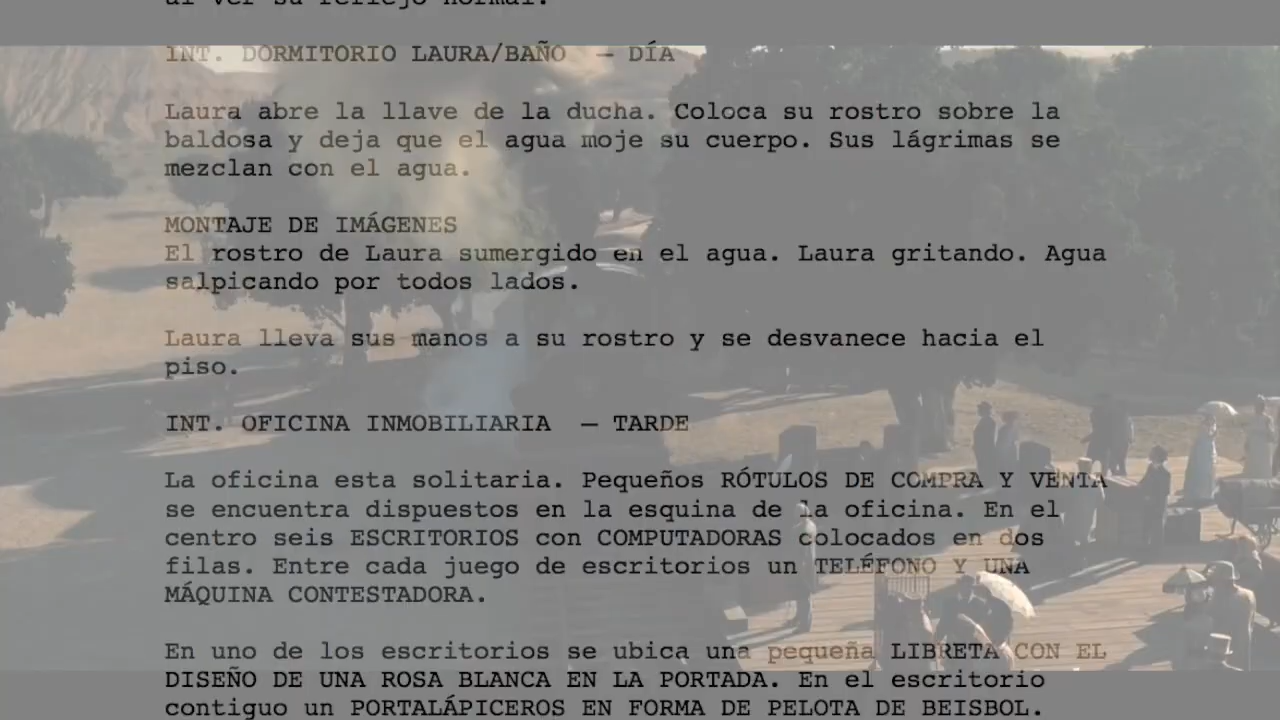 al ver su reflejo normal.
INT. DORMITORIO LAURA/BAÑO – DÍA
Laura abre la llave de la ducha. Coloca su rostro sobre la
baldosa y deja que el agua moje su cuerpo. Sus lágrimas se
mezclan con el agua.
MONTAJE DE IMÁGENES
El rostro de Laura sumergido en el agua. Laura gritando. Agua
salpicando por todos lados.
Laura lleva sus manos a su rostro y se desvanece hacia el
piso.
INT. OFICINA INMOBILIARIA – TARDE
La oficina esta solitaria. Pequeños RÓTULOS DE COMPRA Y VENTA
se encuentra dispuestos en la esquina de la oficina. En el
centro seis ESCRITORIOS con COMPUTADORAS colocados en dos
filas. Entre cada juego de escritorios un TELÉFONO Y UNA
MÁQUINA CONTESTADORA.
En uno de los escritorios se ubica una pequeña LIBRETA CON EL
DISEÑO DE UNA ROSA BLANCA EN LA PORTADA. En el escritorio
contiguo un PORTALÁPICEROS EN FORMA DE PELOTA DE BEISBOL.